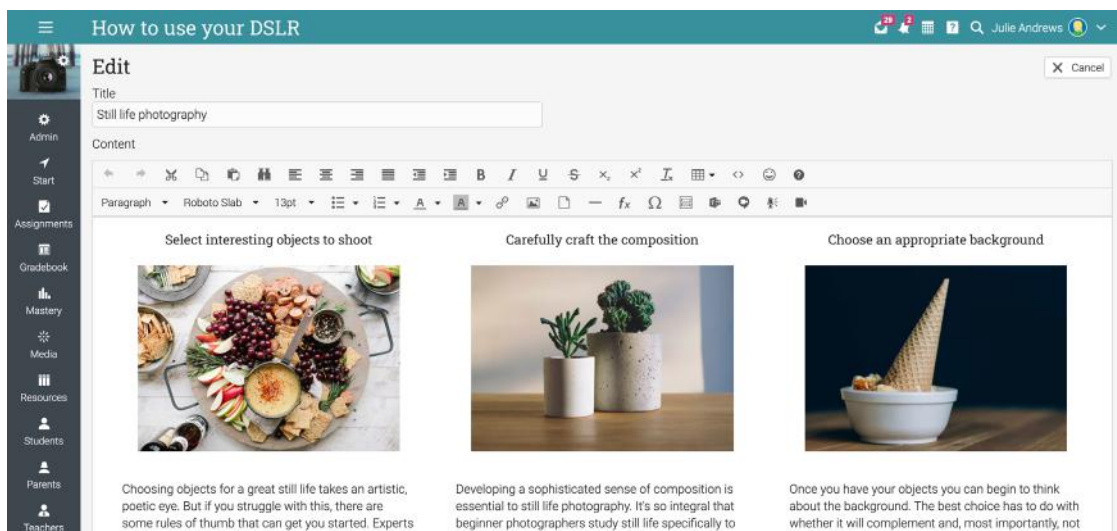 How to use your DSLR
29
2
Julie Andrews
Edit
Cancel
Title
Still life photography
Content
Paragraph
Roboto Slab
13pt
Admin
Start
Assignments
Gradebook
Mastery
Media
Resources
Students
Parents
Teachers
Select interesting objects to shoot
Choosing objects for a great still life takes an artistic,
poetic eye. But if you struggle with this, there are
some rules of thumb that can get you started. Experts
Carefully craft the composition
Developing a sophisticated sense of composition is
essential to still life photography. It's so integral that
beginner photographers study still life specifically to
Choose an appropriate background
Once you have your objects you can begin to think
about the background. The best choice has to do with
whether it will complement and, most importantly, not